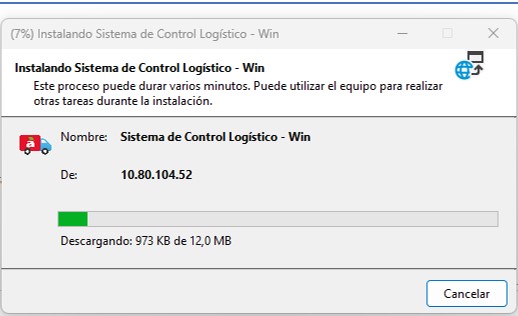 (7%) Instalando Sistema de Control Logístico - Win
Instalando Sistema de Control Logístico - Win
Este proceso puede durar varios minutos. Puede utilizar el equipo para realizar
otras tareas durante la instalación.
Nombre: Sistema de Control Logístico - Win
De: 10.80.104.52
Descargando: 973 KB de 12,0 MB
Cancelar